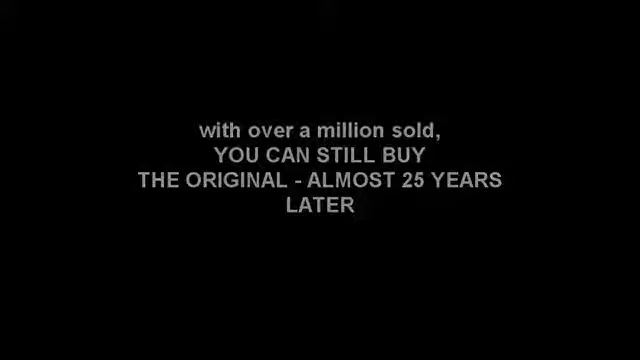 with over a million sold,
YOU CAN STILL BUY
THE ORIGINAL - ALMOST 25 YEARS
LATER